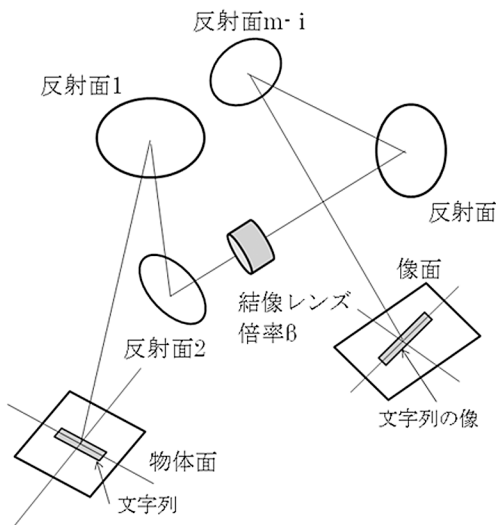 反射面m-i
反射面1
反射面
結像レンズ
倍率β
像面
反射面2
文字列の像
物体面
文字列